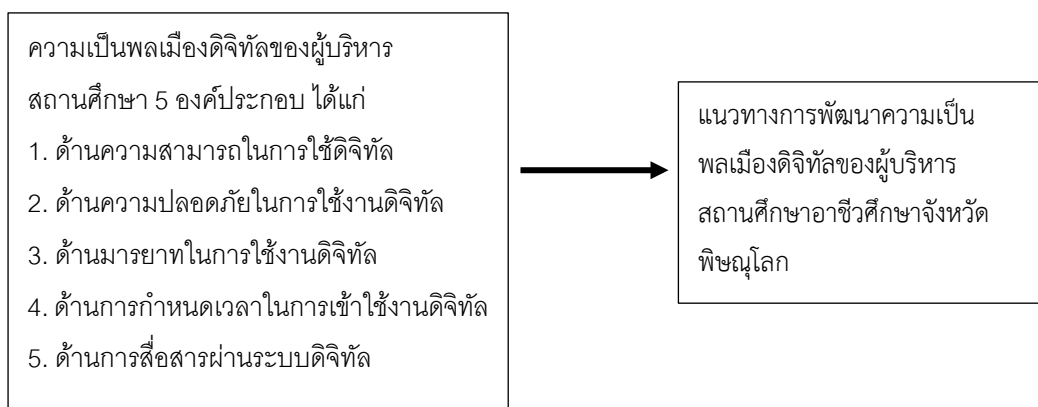 ความเป็นพลเมืองดิจิทัลของผู้บริหาร
สถานศึกษา 5 องค์ประกอบ ได้แก่
1. ด้านความสามารถในการใช้ดิจิทัล
2. ด้านความปลอดภัยในการใช้งานดิจิทัล
3. ด้านมารยาทในการใช้งานดิจิทัล
4. ด้านการกำหนดเวลาในการเข้าใช้งานดิจิทัล
5. ด้านการสื่อสารผ่านระบบดิจิทัล
แนวทางการพัฒนาความเป็น
พลเมืองดิจิทัลของผู้บริหาร
สถานศึกษาอาชีวศึกษาจังหวัด
พิษณุโลก